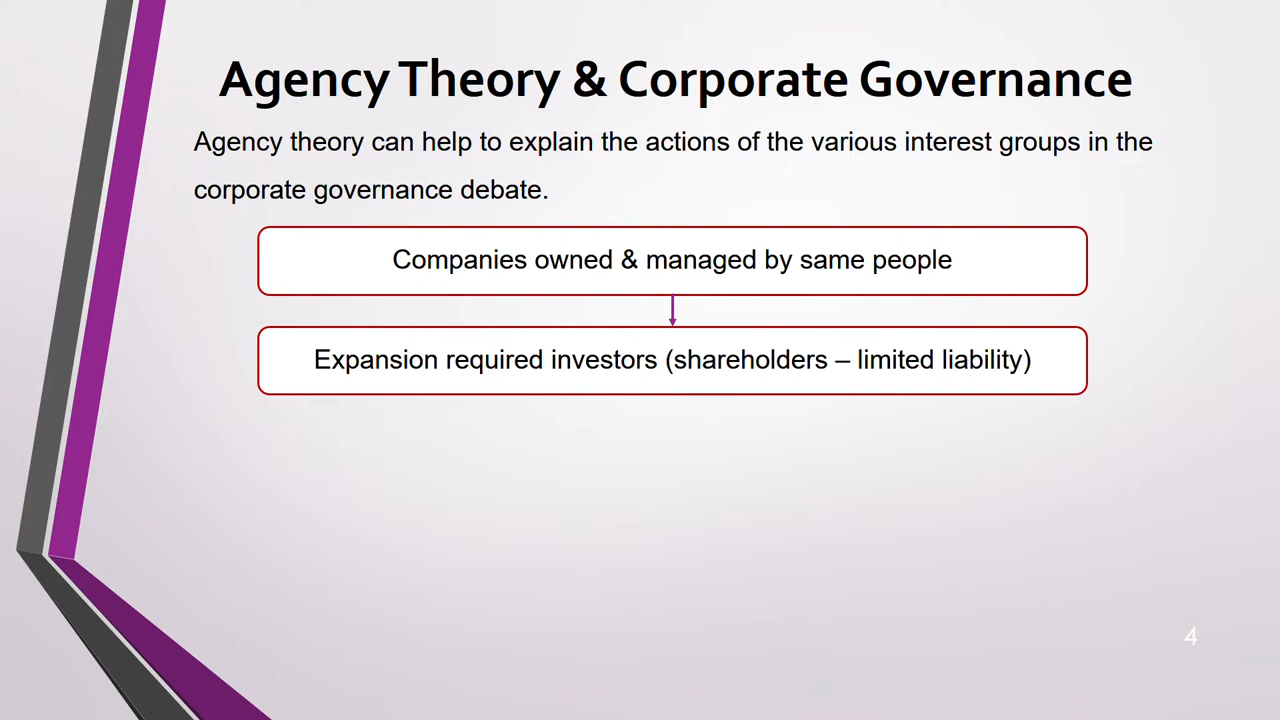 Agency Theory & Corporate Governance
Agency theory can help to explain the actions of the various interest groups in the
corporate governance debate.
Companies owned & managed by same people
Expansion required investors (shareholders – limited liability)
4